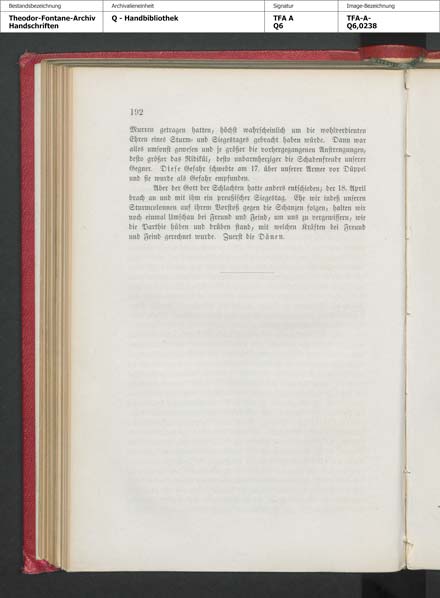 Bestandsbezeichnung
Theodor-Fontane-Archiv
Handschriften
Archivalieneinheit
Q - Handbibliothek
Signatur
TFA A
Q6
Image-Bezeichnung
TFA-A-
Q6,0238
192
Murren getragen hatten, höchst wahrscheinlich um die wohlverdienten
Ehren eines Sturm- und Siegestages gebracht haben würde. Dann war
alles umsonst gewesen und je größer die vorhergegangenen Anstrengungen,
desto größer das Ridikül, desto unbarmherziger die Schadenfreude unserer
Gegner. Diese Gefahr schwebte am 17. über unserer Armee vor Düppel
und sie wurde als Gefahr empfunden.
Aber der Gott der Schlachten hatte anders entschieden; der 18. April
brach an und mit ihm ein preußischer Siegestag. Ehe wir indeß unseren
Sturmcolonnen auf ihrem Vorstoß gegen die Schanzen folgen, halten wir
noch einmal Umschau bei Freund und Feind, um uns zu vergewissern, wie
die Parthie hüben und drüben stand, mit welchen Kräften bei Freund
und Feind gerechnet wurde. Zuerst die Dänen.